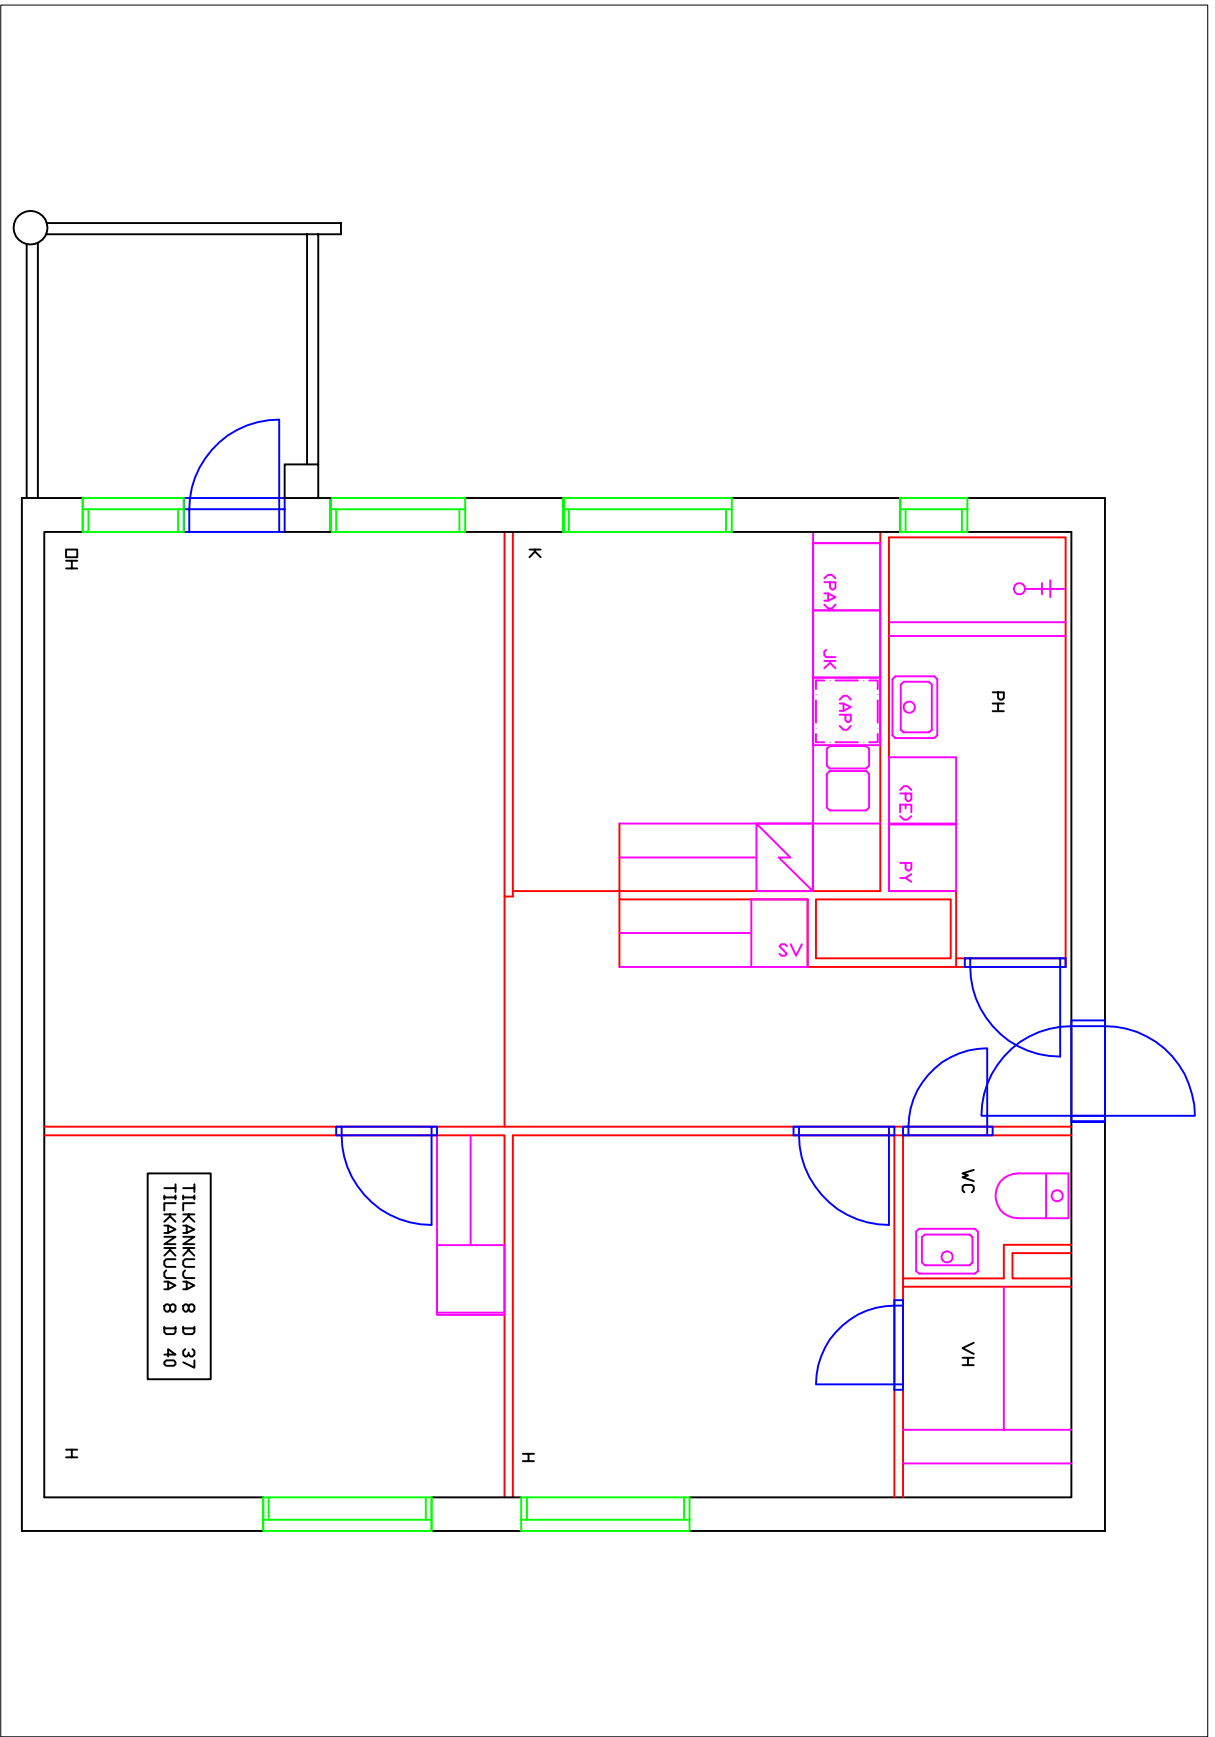 OH
K
(PA)
JK
(AP)
PH
(PE)
PY
SV
WC
VH
TILKANKUJA 8 D 37
TILKANKUJA 8 D 40
H
H